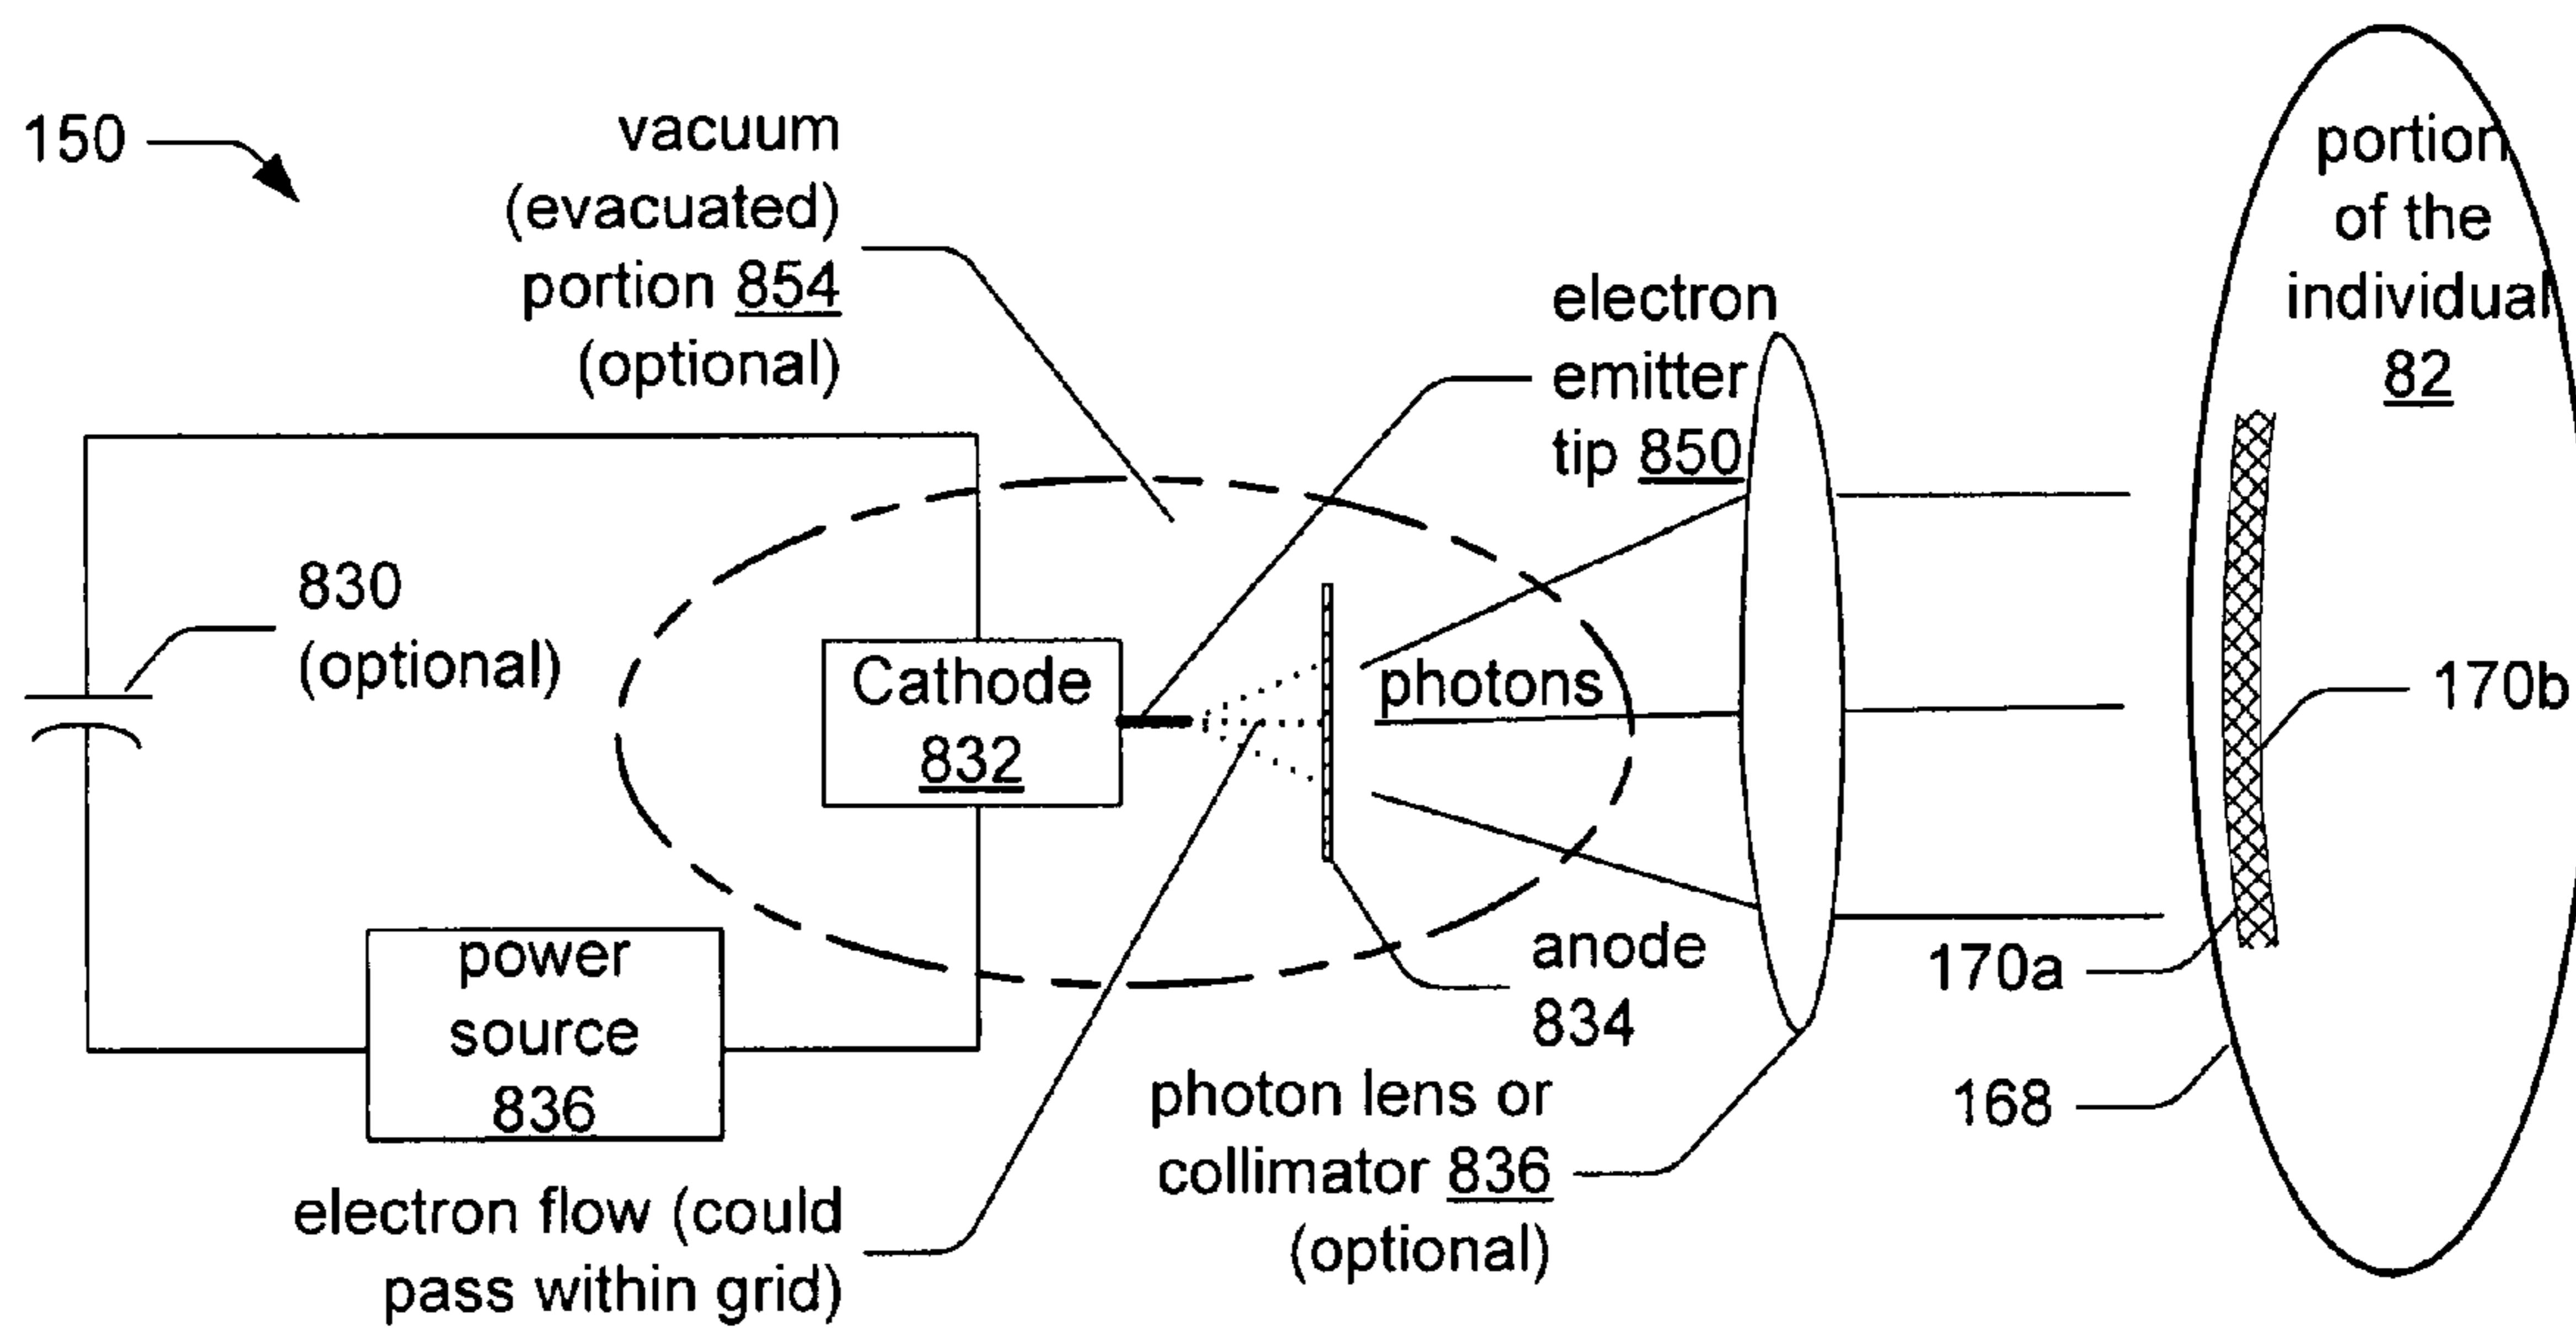 150
vacuum
(evacuated)
portion 854
(optional)
portion
of the
individual
82
electron
emitter
tip 850
830
(optional)
Cathode
832
photons
170b
power
source
836
anode
834
170a
168
photon lens or
collimator 836
(optional)
electron flow (could
pass within grid)